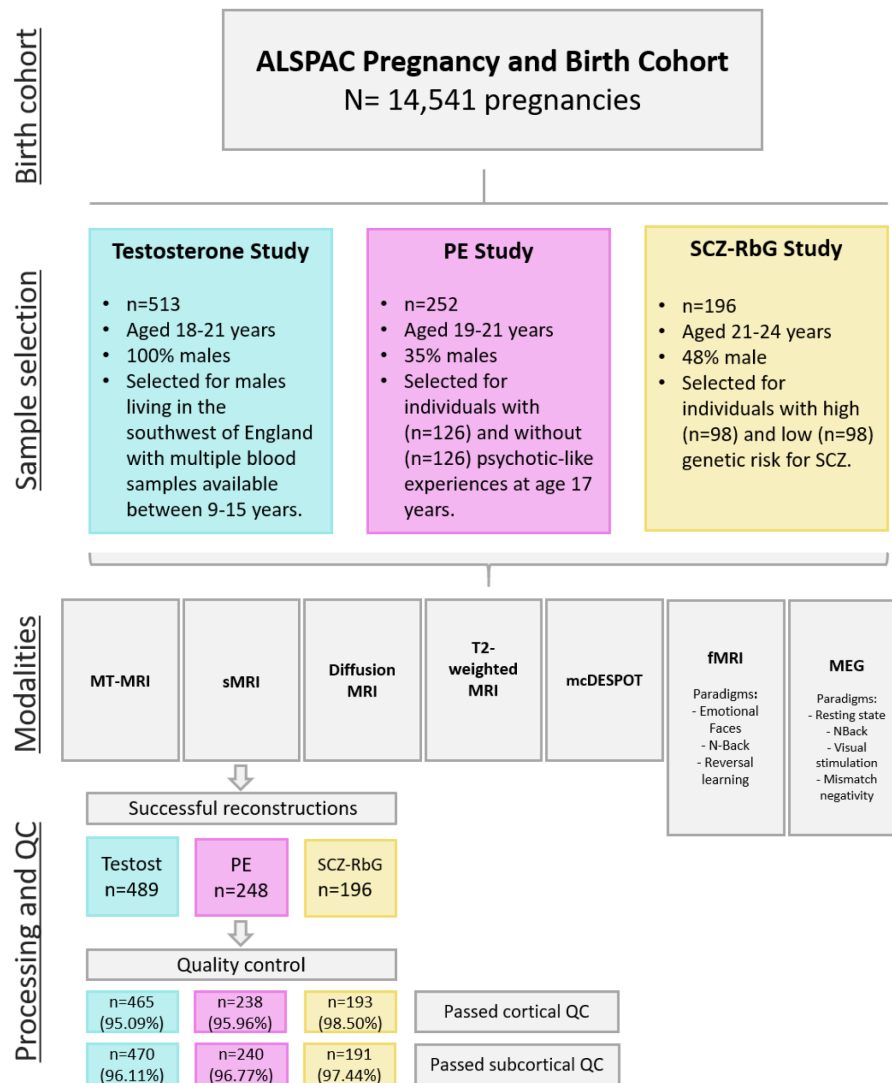 Birth cohort
ALSPAC Pregnancy and Birth Cohort
N= 14,541 pregnancies
Sample selection
Testosterone Study
• n=513
• Aged 18-21 years
• 100% males
• Selected for males
living in the
southwest of England
with multiple blood
samples available
between 9-15 years.
PE Study
• n=252
• Aged 19-21 years
• 35% males
• Selected for
individuals with
(n=126) and without
(n=126) psychotic-like
experiences at age 17
years.
SCZ-RbG Study
• n=196
• Aged 21-24 years
• 48% male
• Selected for
individuals with high
(n=98) and low (n=98)
genetic risk for SCZ.
Modalities
MT-MRI
sMRI
Diffusion
MRI
T2-
weighted
MRI
mcDESPOT
fMRI
Paradigms:
- Emotional
Faces
- N-Back
- Reversal
learning
MEG
Paradigms:
- Resting state
- NBack
- Visual
stimulation
- Mismatch
negativity
Processing and QC
Successful reconstructions
Testost
n=489
PE
n=248
SCZ-RbG
n=196
Quality control
n=465
(95.09%)
n=238
(95.96%)
n=193
(98.50%)
Passed cortical QC
n=470
(96.11%)
n=240
(96.77%)
n=191
(97.44%)
Passed subcortical QC